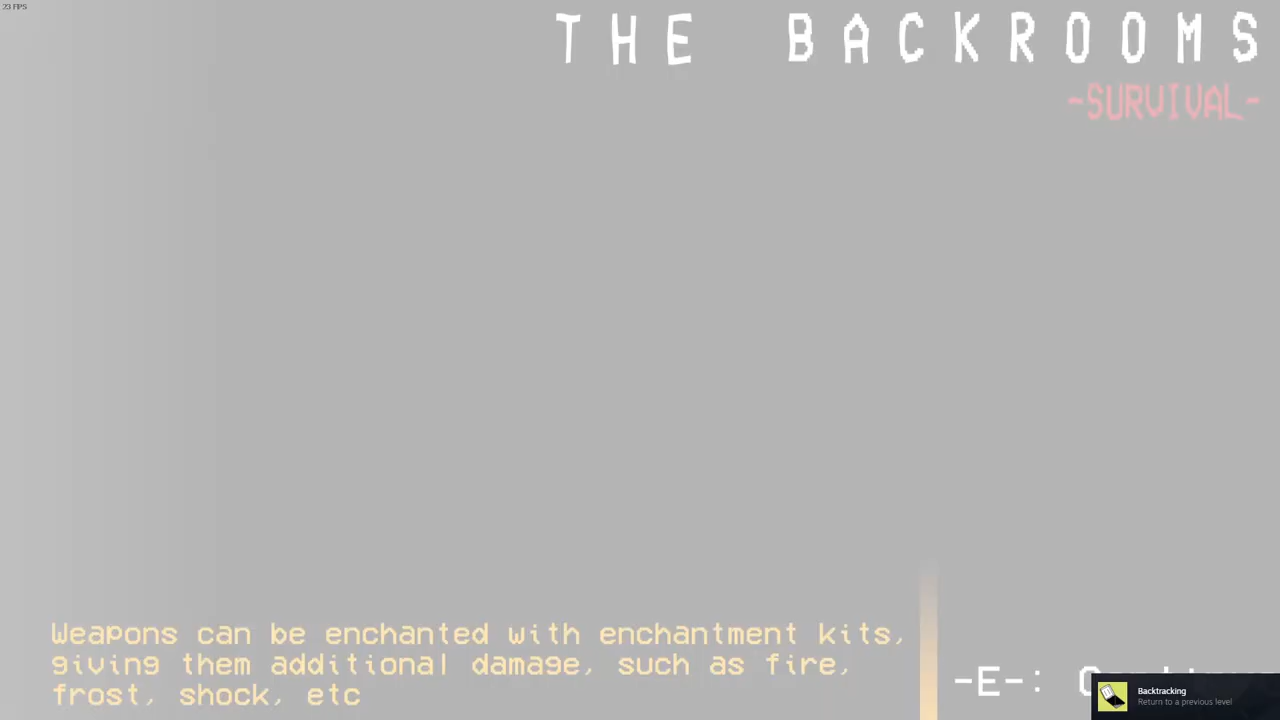 23 FPS
THE BACKROOMS
-SURVIVAL-
Weapons can be enchanted with enchantment kits,
giving them additional damage, such as fire,
frost, shock, etc
-E-:
Backtracking
Return to a previous level